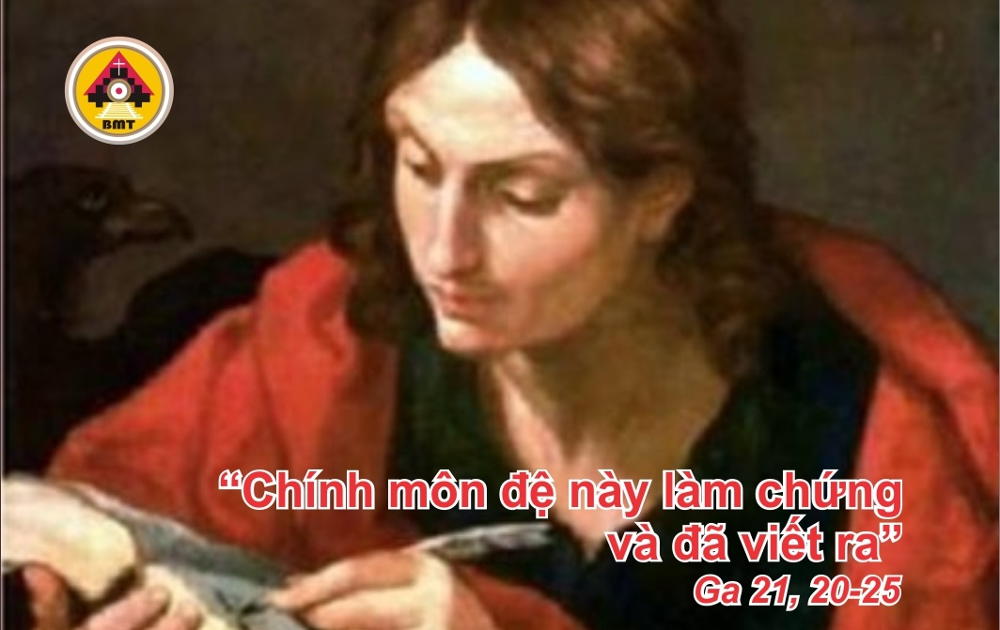 BMT
“Chính môn đệ này làm chứng
và đã viết ra”
Ga 21, 20-25